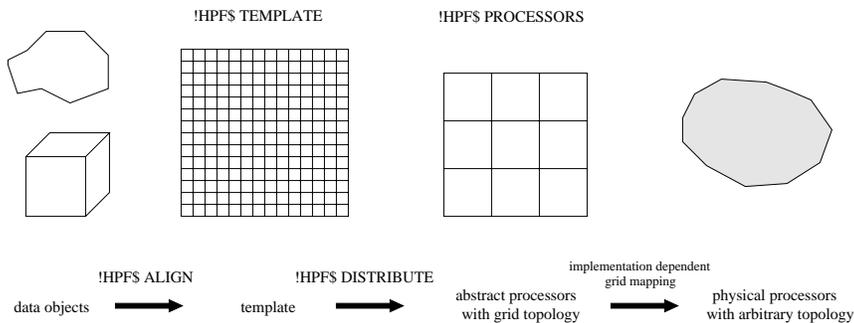 !HPF$ TEMPLATE
!HPF$ PROCESSORS
!HPF$ ALIGN
!HPF$ DISTRIBUTE
implementation dependent
grid mapping
data objects
template
abstract processors
with grid topology
physical processors
with arbitrary topology